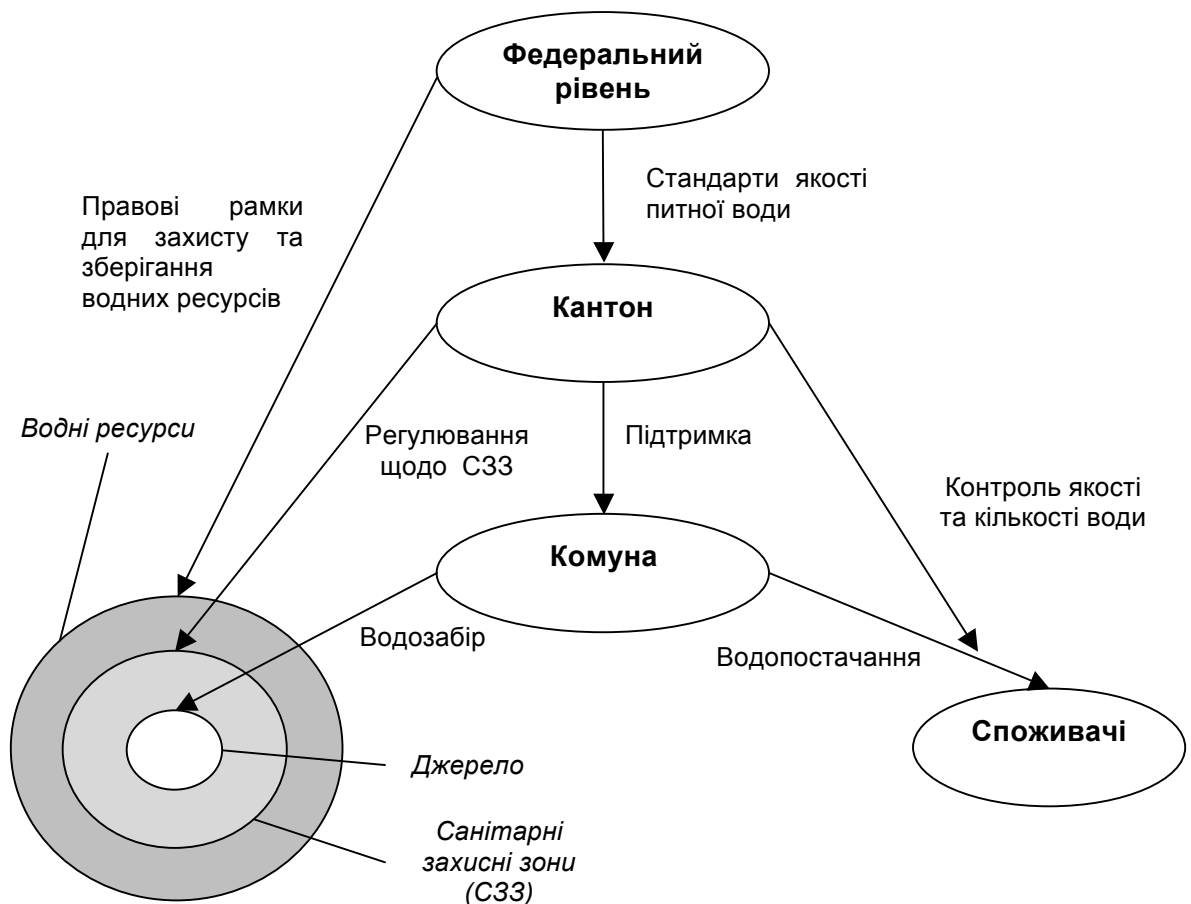 Федеральний
рівень
Стандарти якості
питної води
Правові рамки
для захисту та
зберігання
водних ресурсів
Кантон
Водні ресурси
Регулювання
щодо СЗЗ
Підтримка
Контроль якості
та кількості води
Комуна
Водозабір
Водопостачання
Споживачі
Джерело
Санітарні
захисні зони
(СЗЗ)